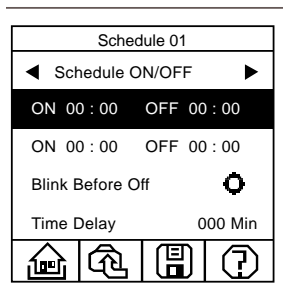 Schedule 01
Schedule ON/OFF
ON 00 : 00 OFF 00 : 00
ON 00 : 00 OFF 00 : 00
Blink Before Off
Time Delay 000 Min
?